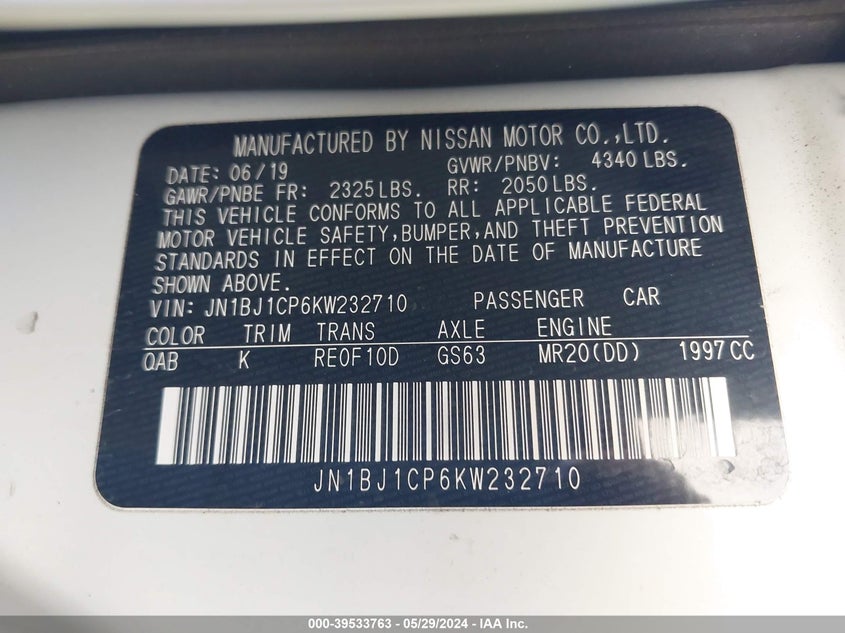 MANUFACTURED BY NISSAN MOTOR CO.,LTD.
DATE: 06/19 GVWR/PNBV: 4340 LBS.
GAWR/PNBE FR: 2325 LBS. RR: 2050 LBS.
THIS VEHICLE CONFORMS TO ALL APPLICABLE FEDERAL
MOTOR VEHICLE SAFETY,BUMPER,AND THEFT PREVENTION
STANDARDS IN EFFECT ON THE DATE OF MANUFACTURE
SHOWN ABOVE.
VIN: JN1BJ1CP6KW232710 PASSENGER CAR
COLOR TRIM TRANS AXLE ENGINE
QAB K RE0F10D GS63 MR20(DD) 1997 CC
JN1BJ1CP6KW232710
000-39533763 - 05/29/2024 - IAA Inc.